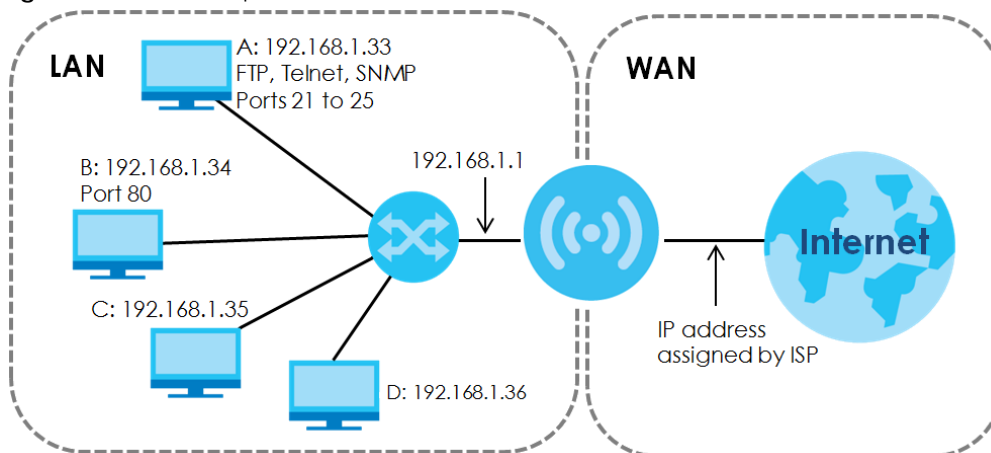 LAN
A: 192.168.1.33
FTP, Telnet, SNMP
Ports 21 to 25
B: 192.168.1.34
Port 80
C: 192.168.1.35
D: 192.168.1.36
192.168.1.1
WAN
Internet
IP address
assigned by ISP